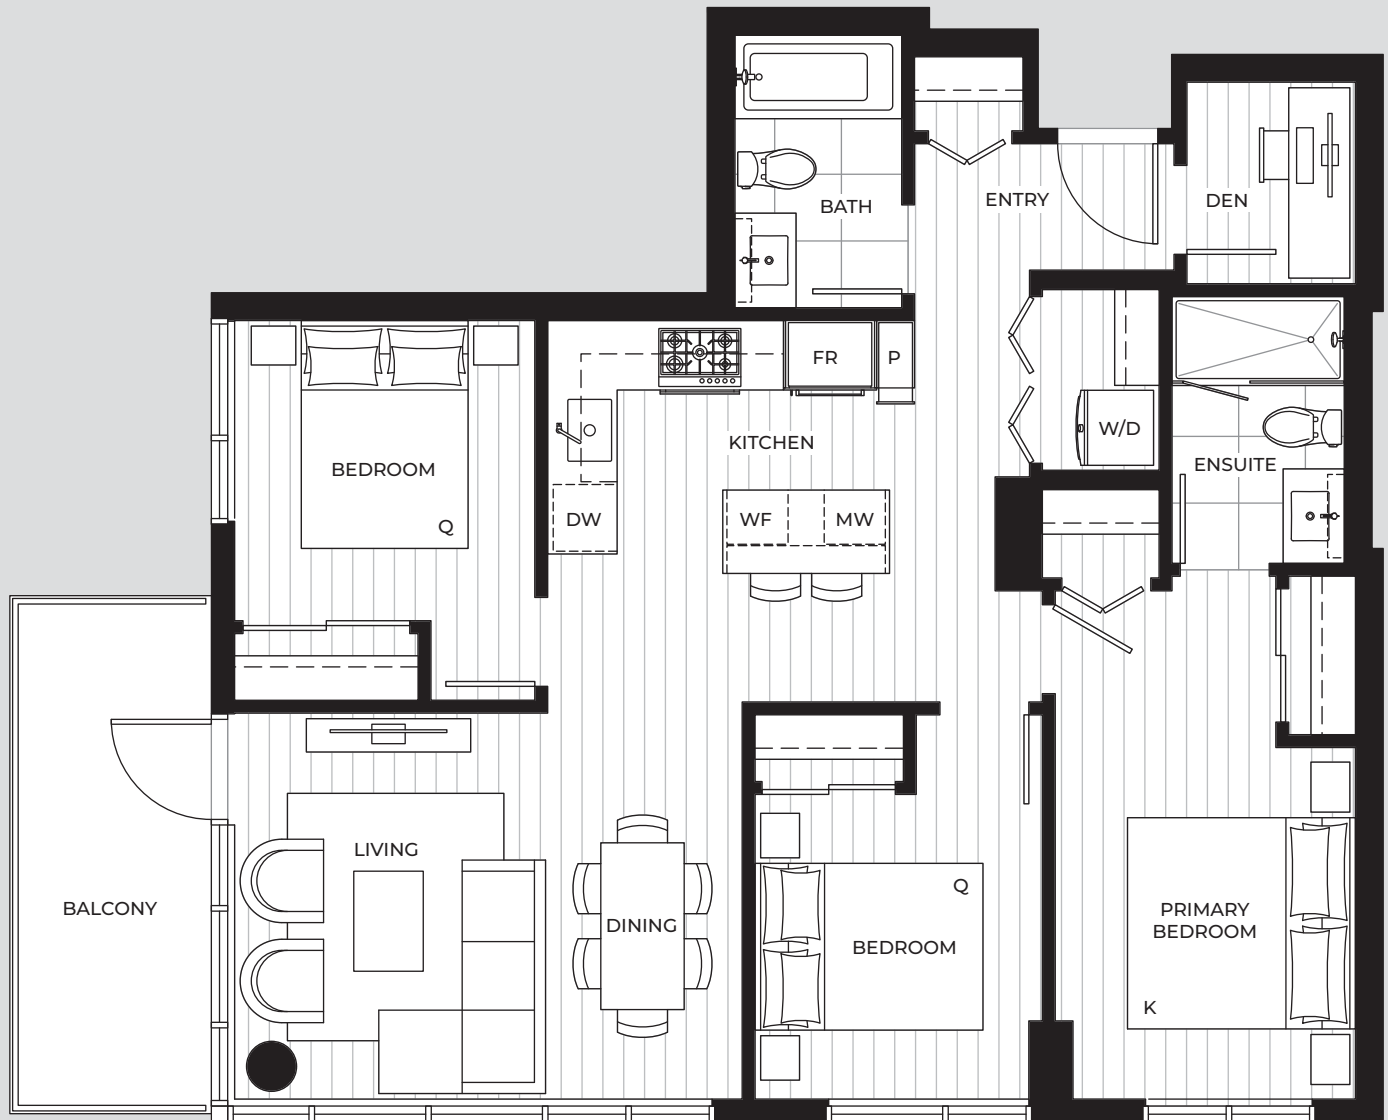 BATH
ENTRY
DEN
FR
P
KITCHEN
W/D
BEDROOM
Q
ENSUITE
DW
WF
MW
LIVING
BALCONY
DINING
Q
BEDROOM
PRIMARY
BEDROOM
K